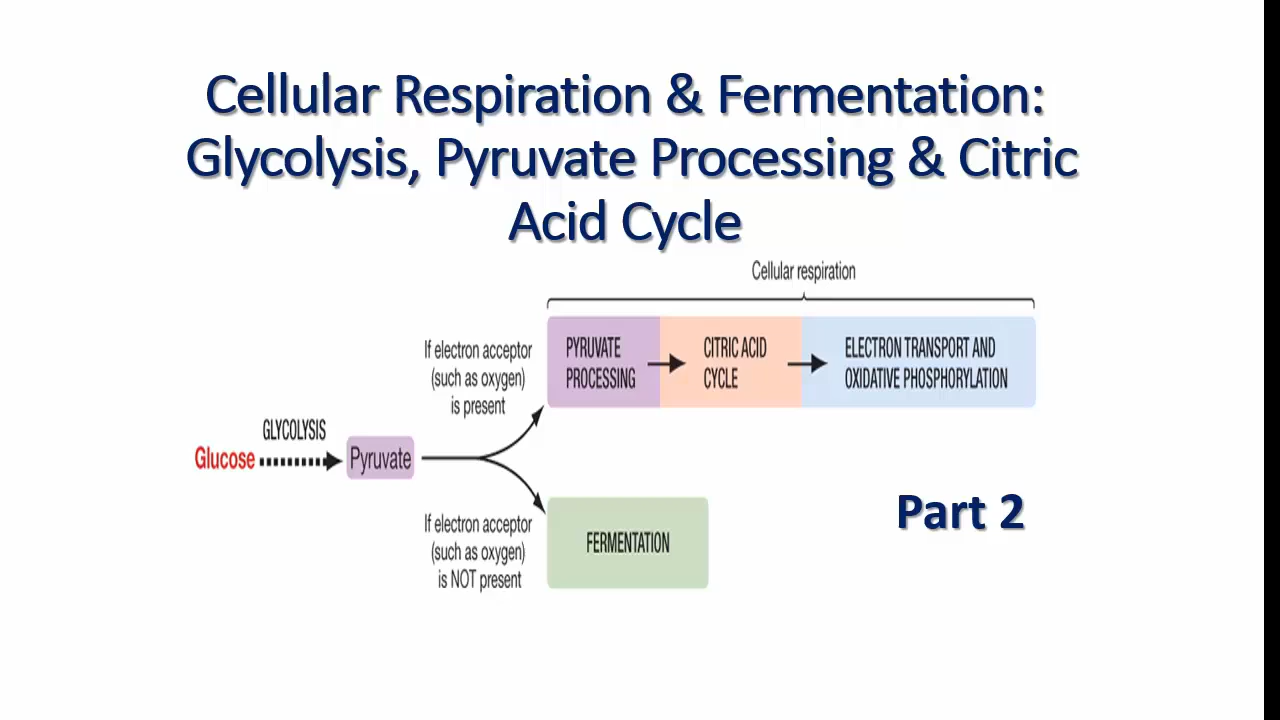 Cellular Respiration & Fermentation:
Glycolysis, Pyruvate Processing & Citric
Acid Cycle
Cellular respiration
If electron acceptor
(such as oxygen)
is present
PYRUVATE
PROCESSING
CITRIC ACID
CYCLE
ELECTRON TRANSPORT AND
OXIDATIVE PHOSPHORYLATION
GLYCOLYSIS
Glucose
Pyruvate
If electron acceptor
(such as oxygen)
is NOT present
FERMENTATION
Part 2